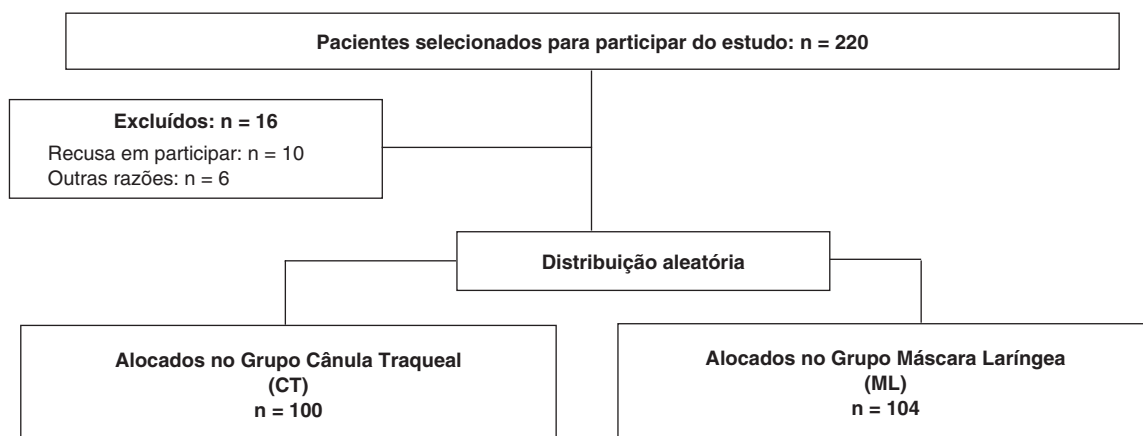 Pacientes selecionados para participar do estudo: n = 220
Excluídos: n = 16
Recusa em participar: n = 10
Outras razões: n = 6
Distribuição aleatória
Alocados no Grupo Cânula Traqueal
(CT)
n = 100
Alocados no Grupo Máscara Laríngea
(ML)
n = 104